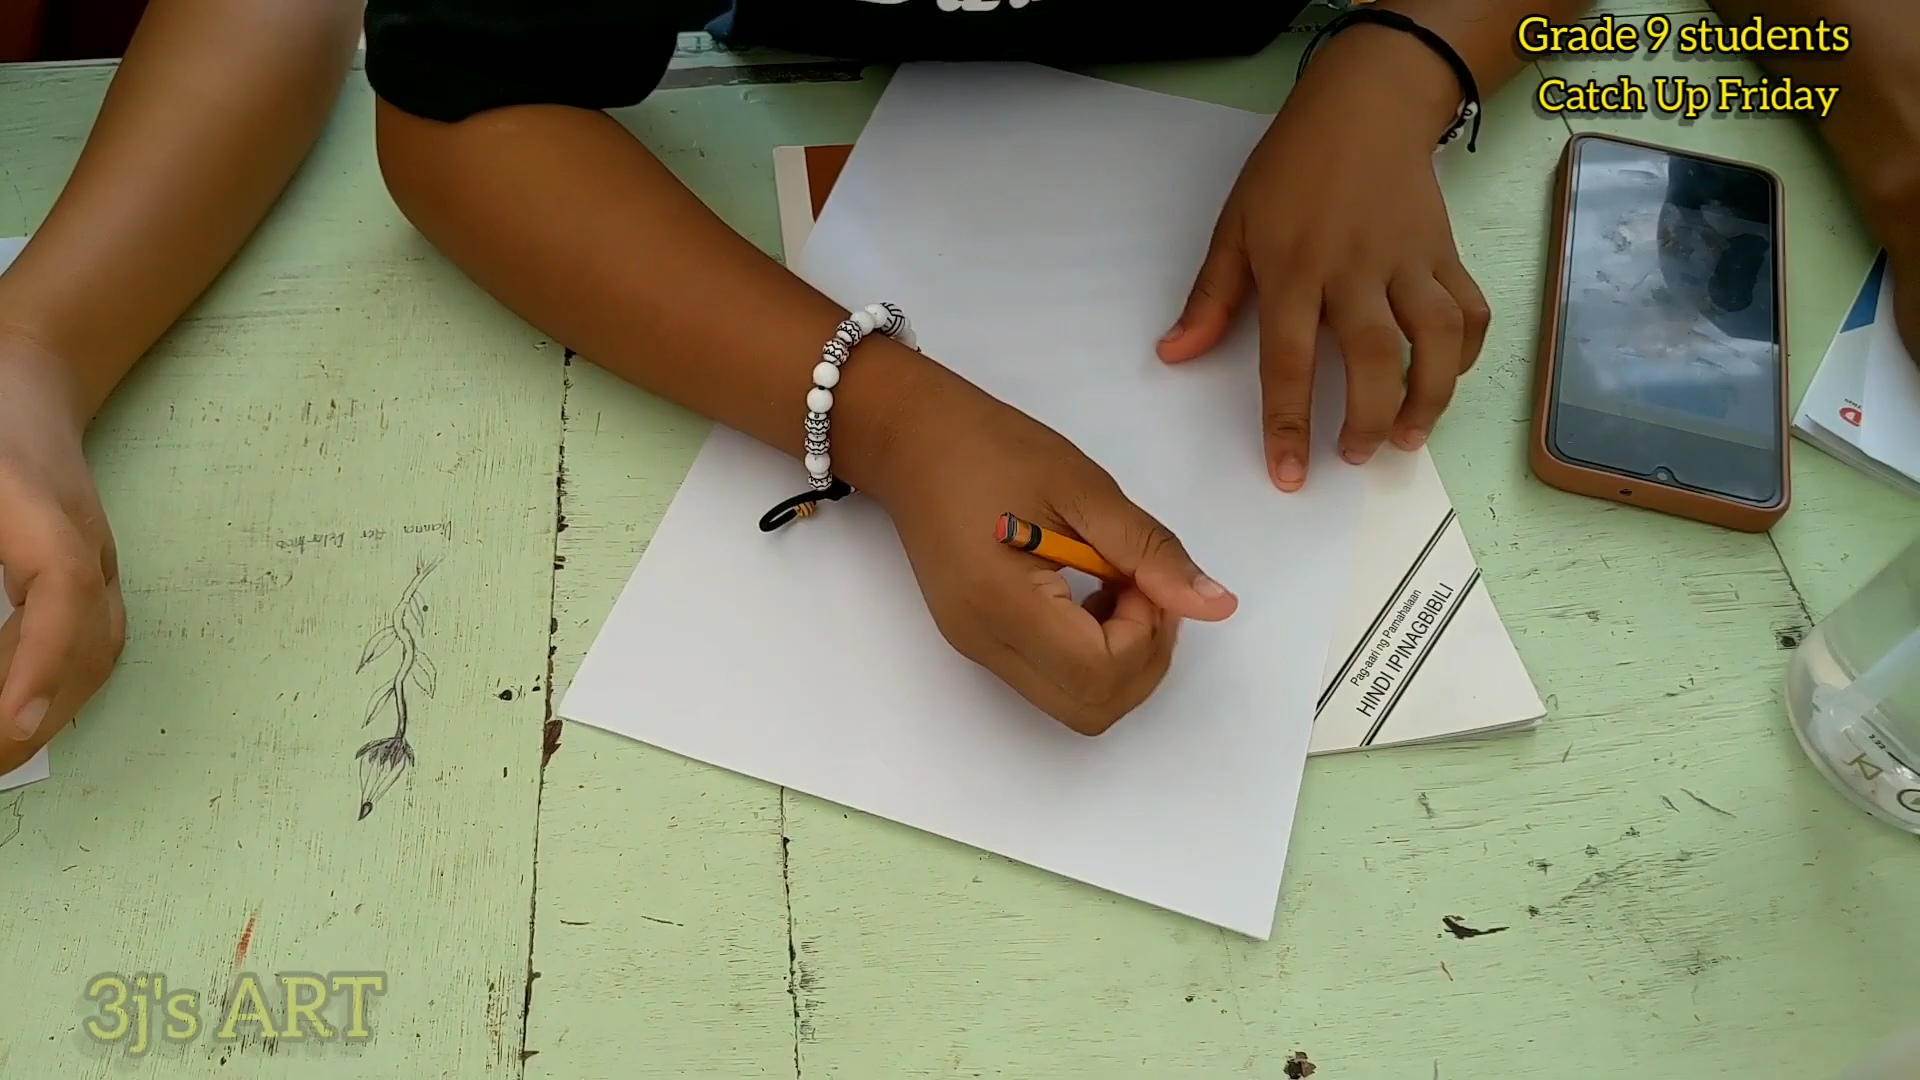 Grade 9 students
Catch Up Friday
Pag-aari ng Pamahalaan
HINDI IPINAGBIBILI
3j's ART